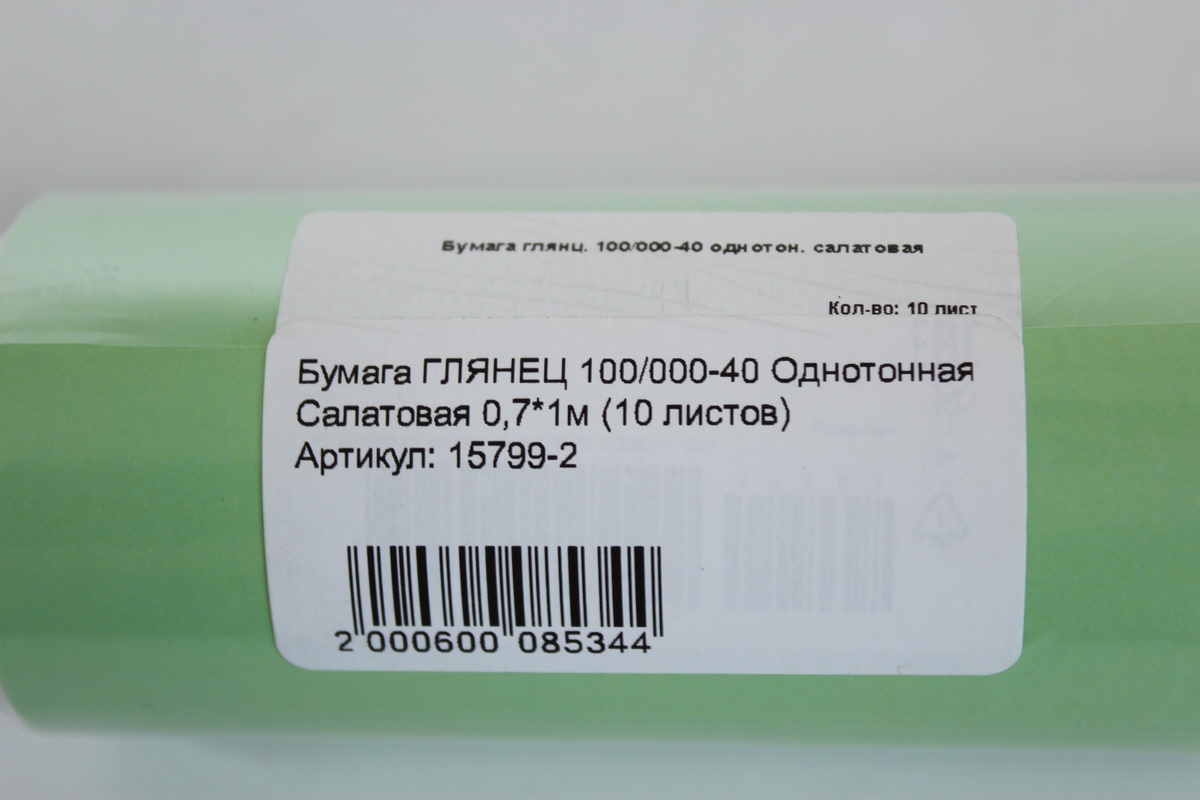 Бумага глянц. 100/000-40 однотон. салатовая
Кол-во: 10 лист
Бумага ГЛЯНЕЦ 100/000-40 Однотонная
Салатовая 0,7*1м (10 листов)
Артикул: 15799-2
2 000600 085344